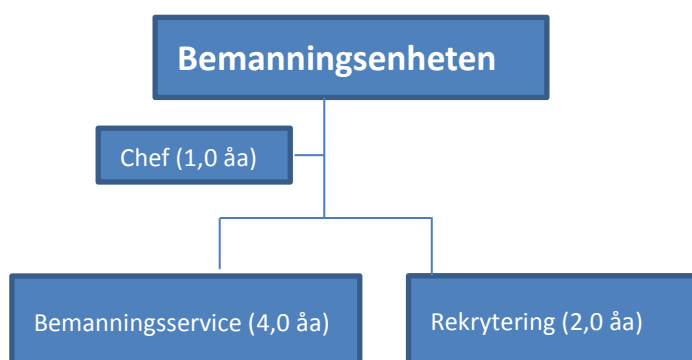 Bemanningsenheten
Chef (1,0 åa)
Bemanningsservice (4,0 åa)
Rekrytering (2,0 åa)